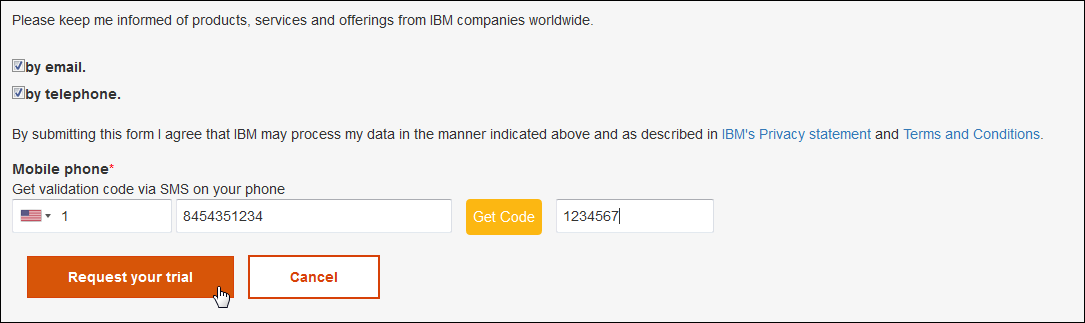 Please keep me informed of products, services and offerings from IBM companies worldwide.
by email.
by telephone.
By submitting this form I agree that IBM may process my data in the manner indicated above and as described in IBM's Privacy statement and Terms and Conditions.
Mobile phone*
Get validation code via SMS on your phone
1 8454351234 Get Code 1234567
Request your trial Cancel